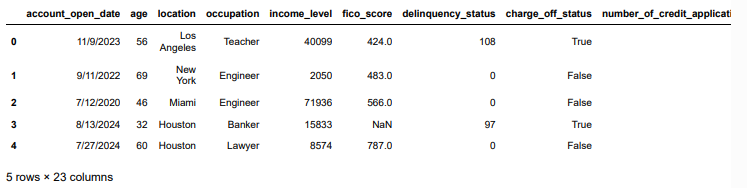 account_open_date age location occupation income_level fico_score delinquency_status charge_off_status number_of_credit_applicati
0 11/9/2023 56 Los Angeles Teacher 40099 424.0 108 True
1 9/11/2022 69 New York Engineer 2050 483.0 0 False
2 7/12/2020 46 Miami Engineer 71936 566.0 0 False
3 8/13/2024 32 Houston Banker 15833 NaN 97 True
4 7/27/2024 60 Houston Lawyer 8574 787.0 0 False
5 rows × 23 columns